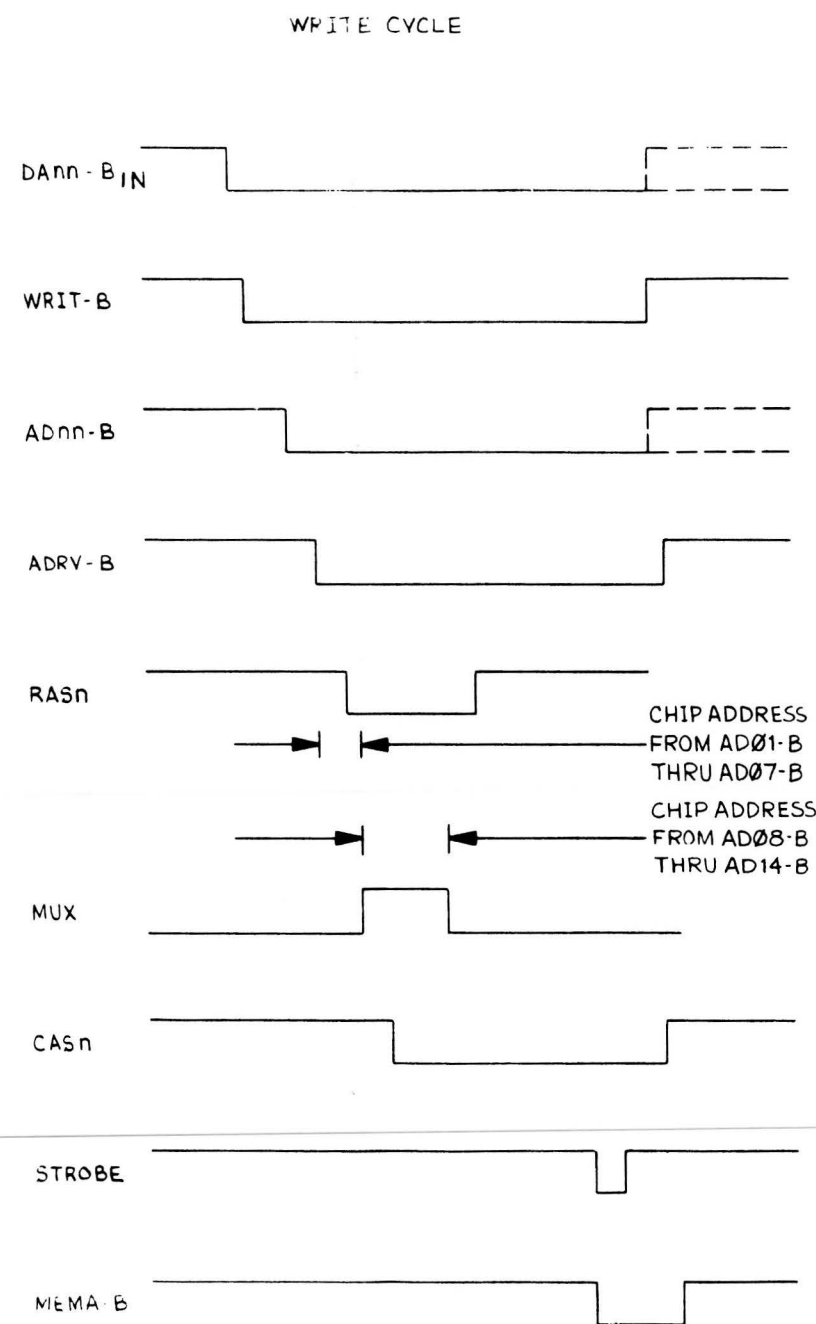 WRITE CYCLE
DAnn-B IN
WRIT-B
ADnn-B
ADRV-B
RASn
CHIP ADDRESS
FROM ADØ1-B
THRU ADØ7-B
CHIP ADDRESS
FROM ADØ8-B
THRU AD14-B
MUX
CASn
STROBE
MEMA-B